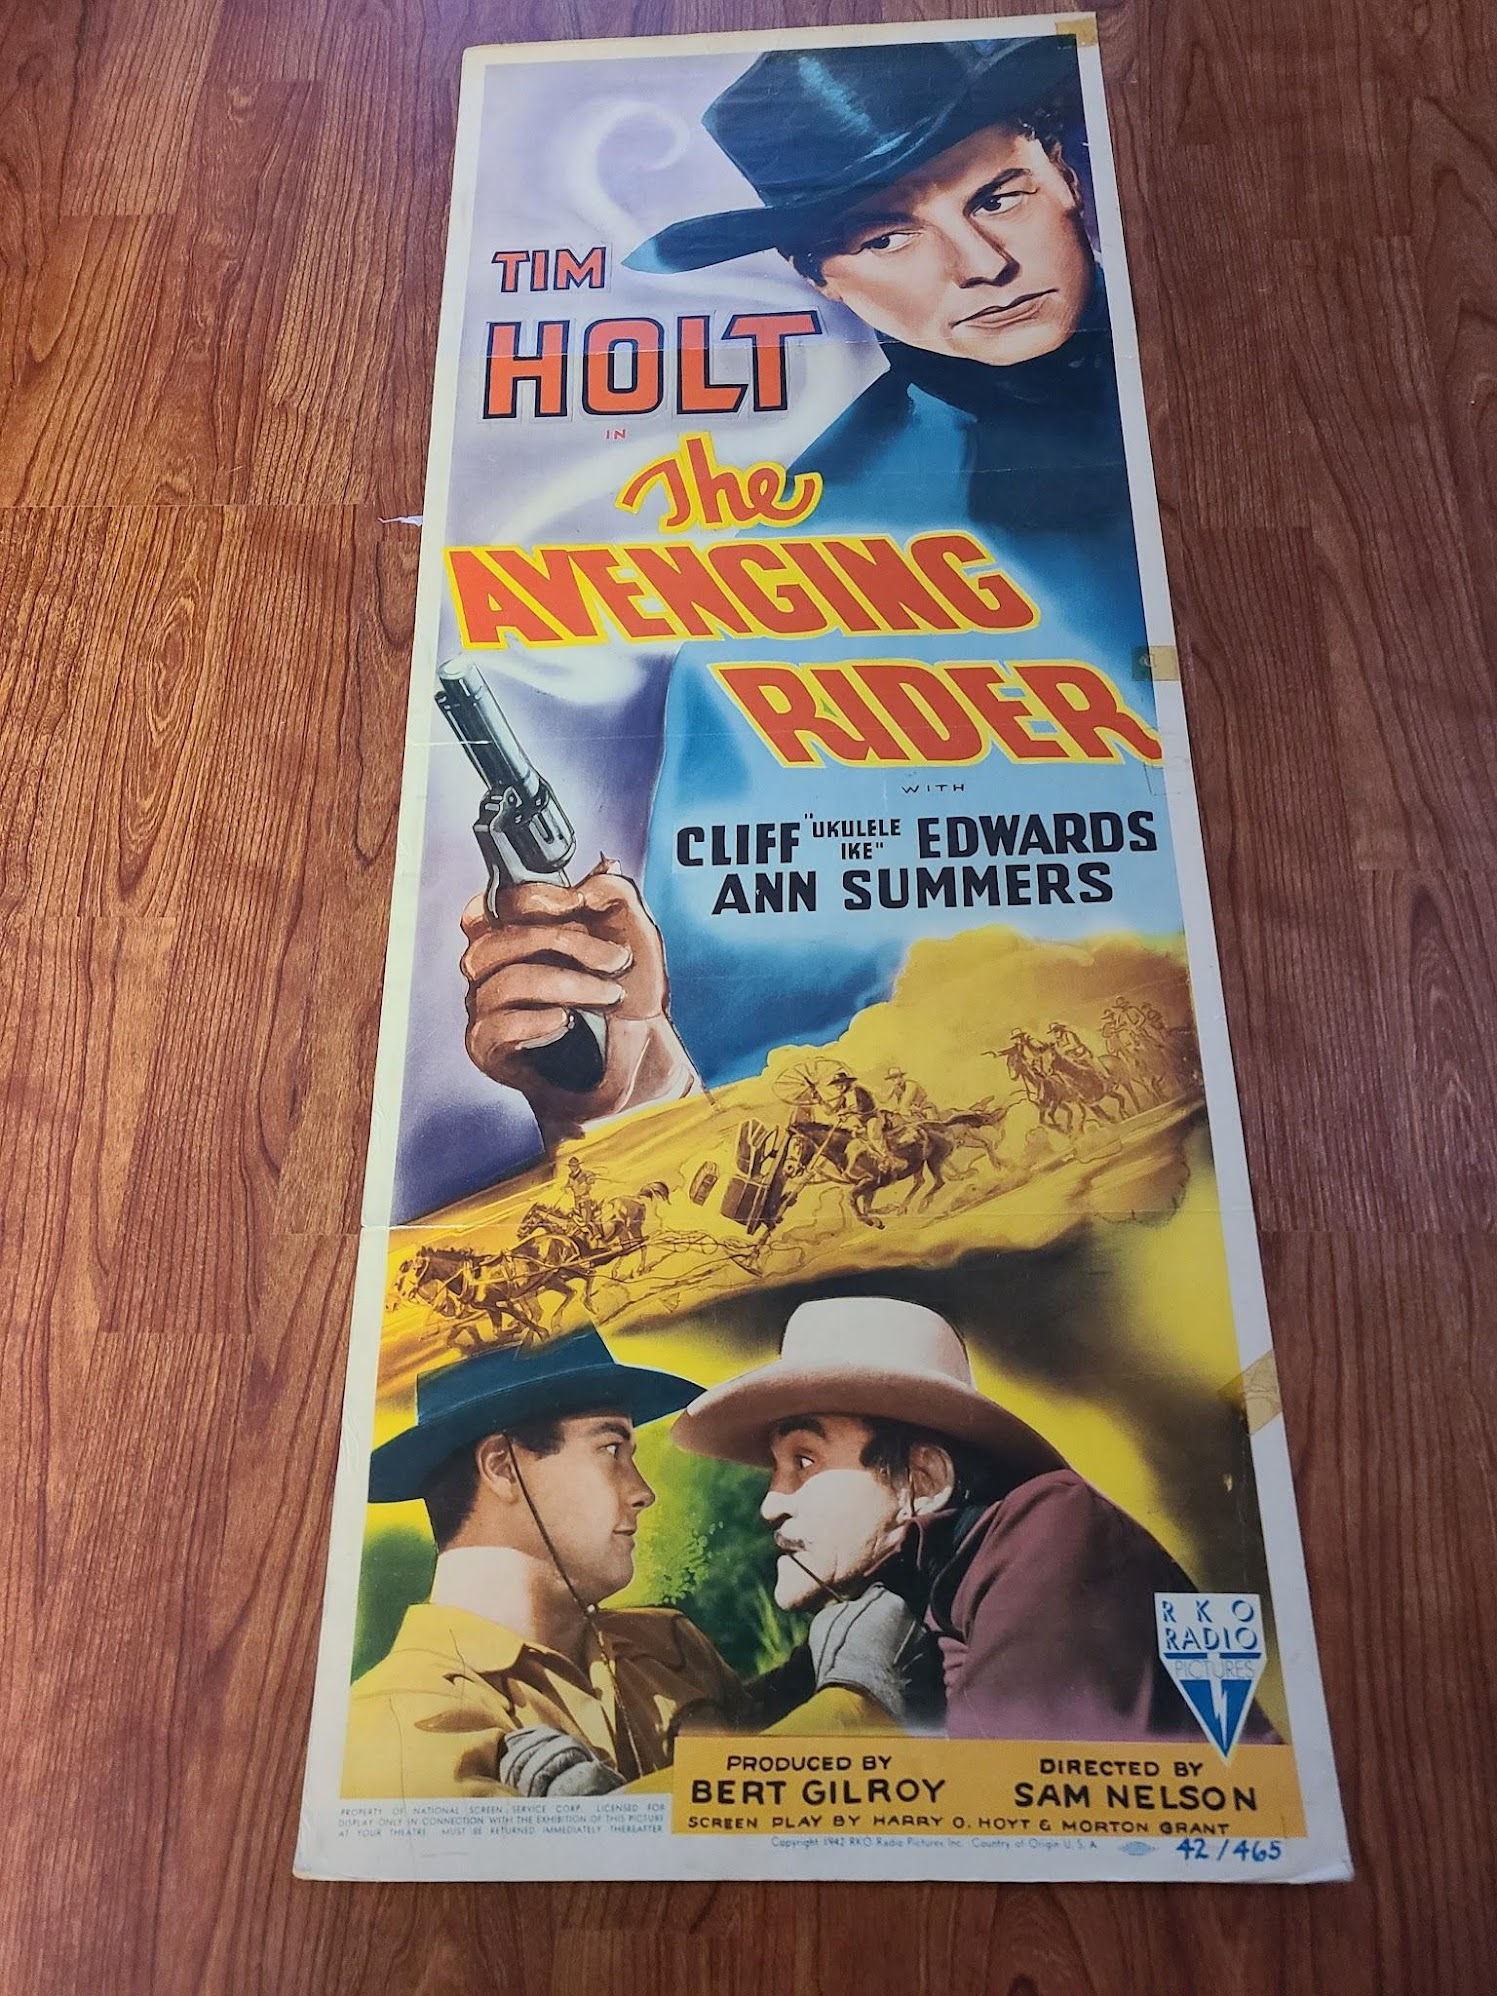 TIM
HOLT
IN
The
AVENGING
RIDER
WITH
CLIFF "UKULELE IKE" EDWARDS
ANN SUMMERS
RKO
RADIO
PICTURES
PRODUCED BY
BERT GILROY
DIRECTED BY
SAM NELSON
SCREEN PLAY BY HARRY O. HOYT & MORTON GRANT
PROPERTY OF NATIONAL SCREEN SERVICE CORP. LICENSED FOR
DISPLAY ONLY IN CONNECTION WITH THE EXHIBITION OF THIS PICTURE
AT YOUR THEATRE. MUST BE RETURNED IMMEDIATELY THEREAFTER
Copyright 1942 RKO Radio Pictures Inc. Country of Origin U. S. A.
42/465